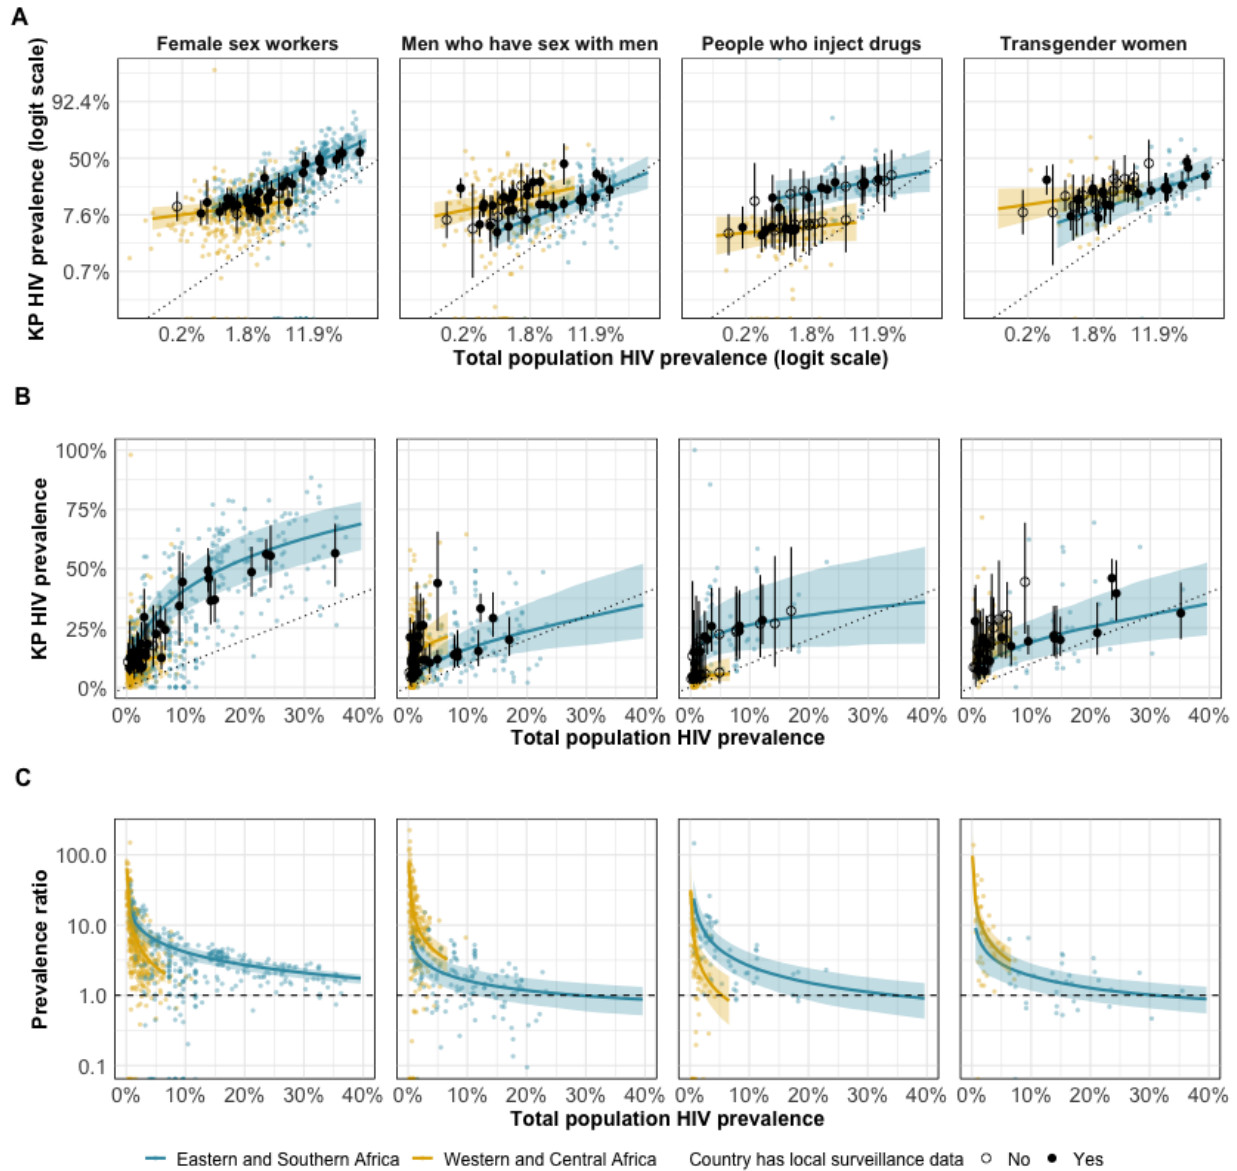 A
Female sex workers
Men who have sex with men
People who inject drugs
Transgender women
KP HIV prevalence (logit scale)
92.4%
50%
7.6%
0.7%
0.2% 1.8% 11.9%
0.2% 1.8% 11.9%
0.2% 1.8% 11.9%
0.2% 1.8% 11.9%
Total population HIV prevalence (logit scale)
B
KP HIV prevalence
100%
75%
50%
25%
0%
0% 10% 20% 30% 40%
0% 10% 20% 30% 40%
0% 10% 20% 30% 40%
0% 10% 20% 30% 40%
Total population HIV prevalence
C
Prevalence ratio
100.0
10.0
1.0
0.1
0% 10% 20% 30% 40%
0% 10% 20% 30% 40%
0% 10% 20% 30% 40%
0% 10% 20% 30% 40%
Total population HIV prevalence
Eastern and Southern Africa Western and Central Africa Country has local surveillance data No Yes